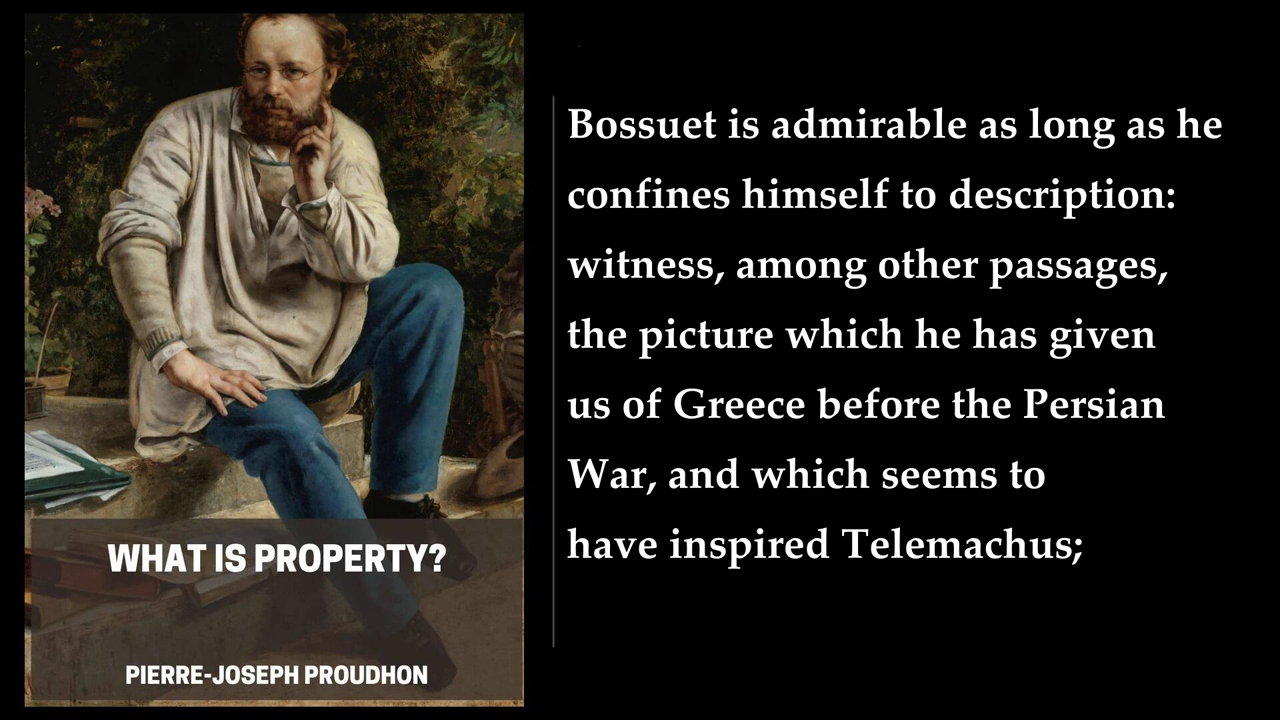 WHAT IS PROPERTY?
PIERRE-JOSEPH PROUDHON
Bossuet is admirable as long as he
confines himself to description:
witness, among other passages,
the picture which he has given
us of Greece before the Persian
War, and which seems to
have inspired Telemachus;